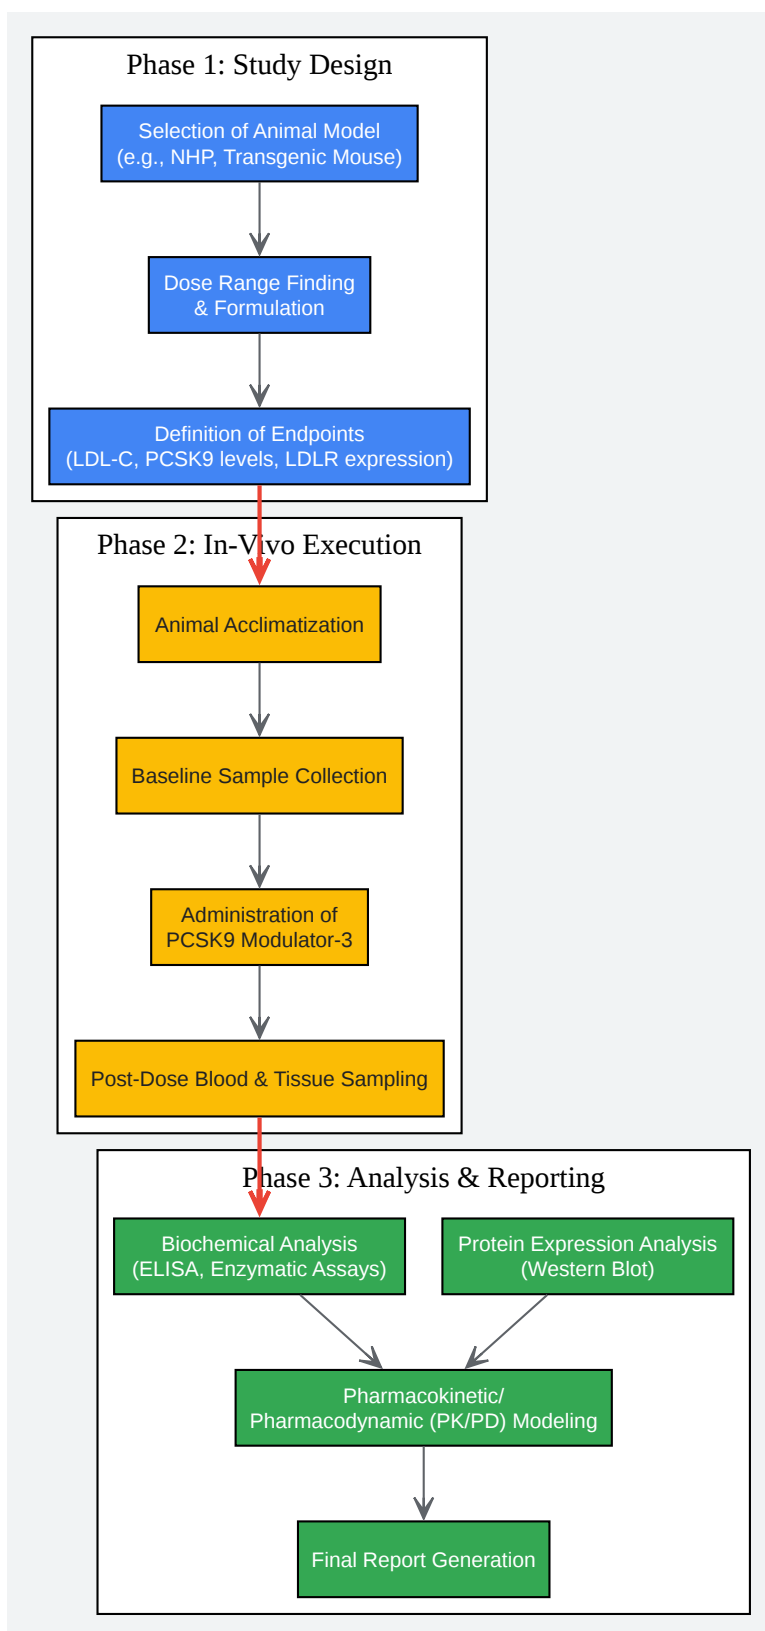 Phase 1: Study Design
Selection of Animal Model
(e.g., NHP, Transgenic Mouse)
Dose Range Finding
& Formulation
Definition of Endpoints
(LDL-C, PCSK9 levels, LDLR expression)
Phase 2: In-Vivo Execution
Animal Acclimatization
Baseline Sample Collection
Administration of
PCSK9 Modulator-3
Post-Dose Blood & Tissue Sampling
Phase 3: Analysis & Reporting
Biochemical Analysis
(ELISA, Enzymatic Assays)
Protein Expression Analysis
(Western Blot)
Pharmacokinetic/
Pharmacodynamic (PK/PD) Modeling
Final Report Generation